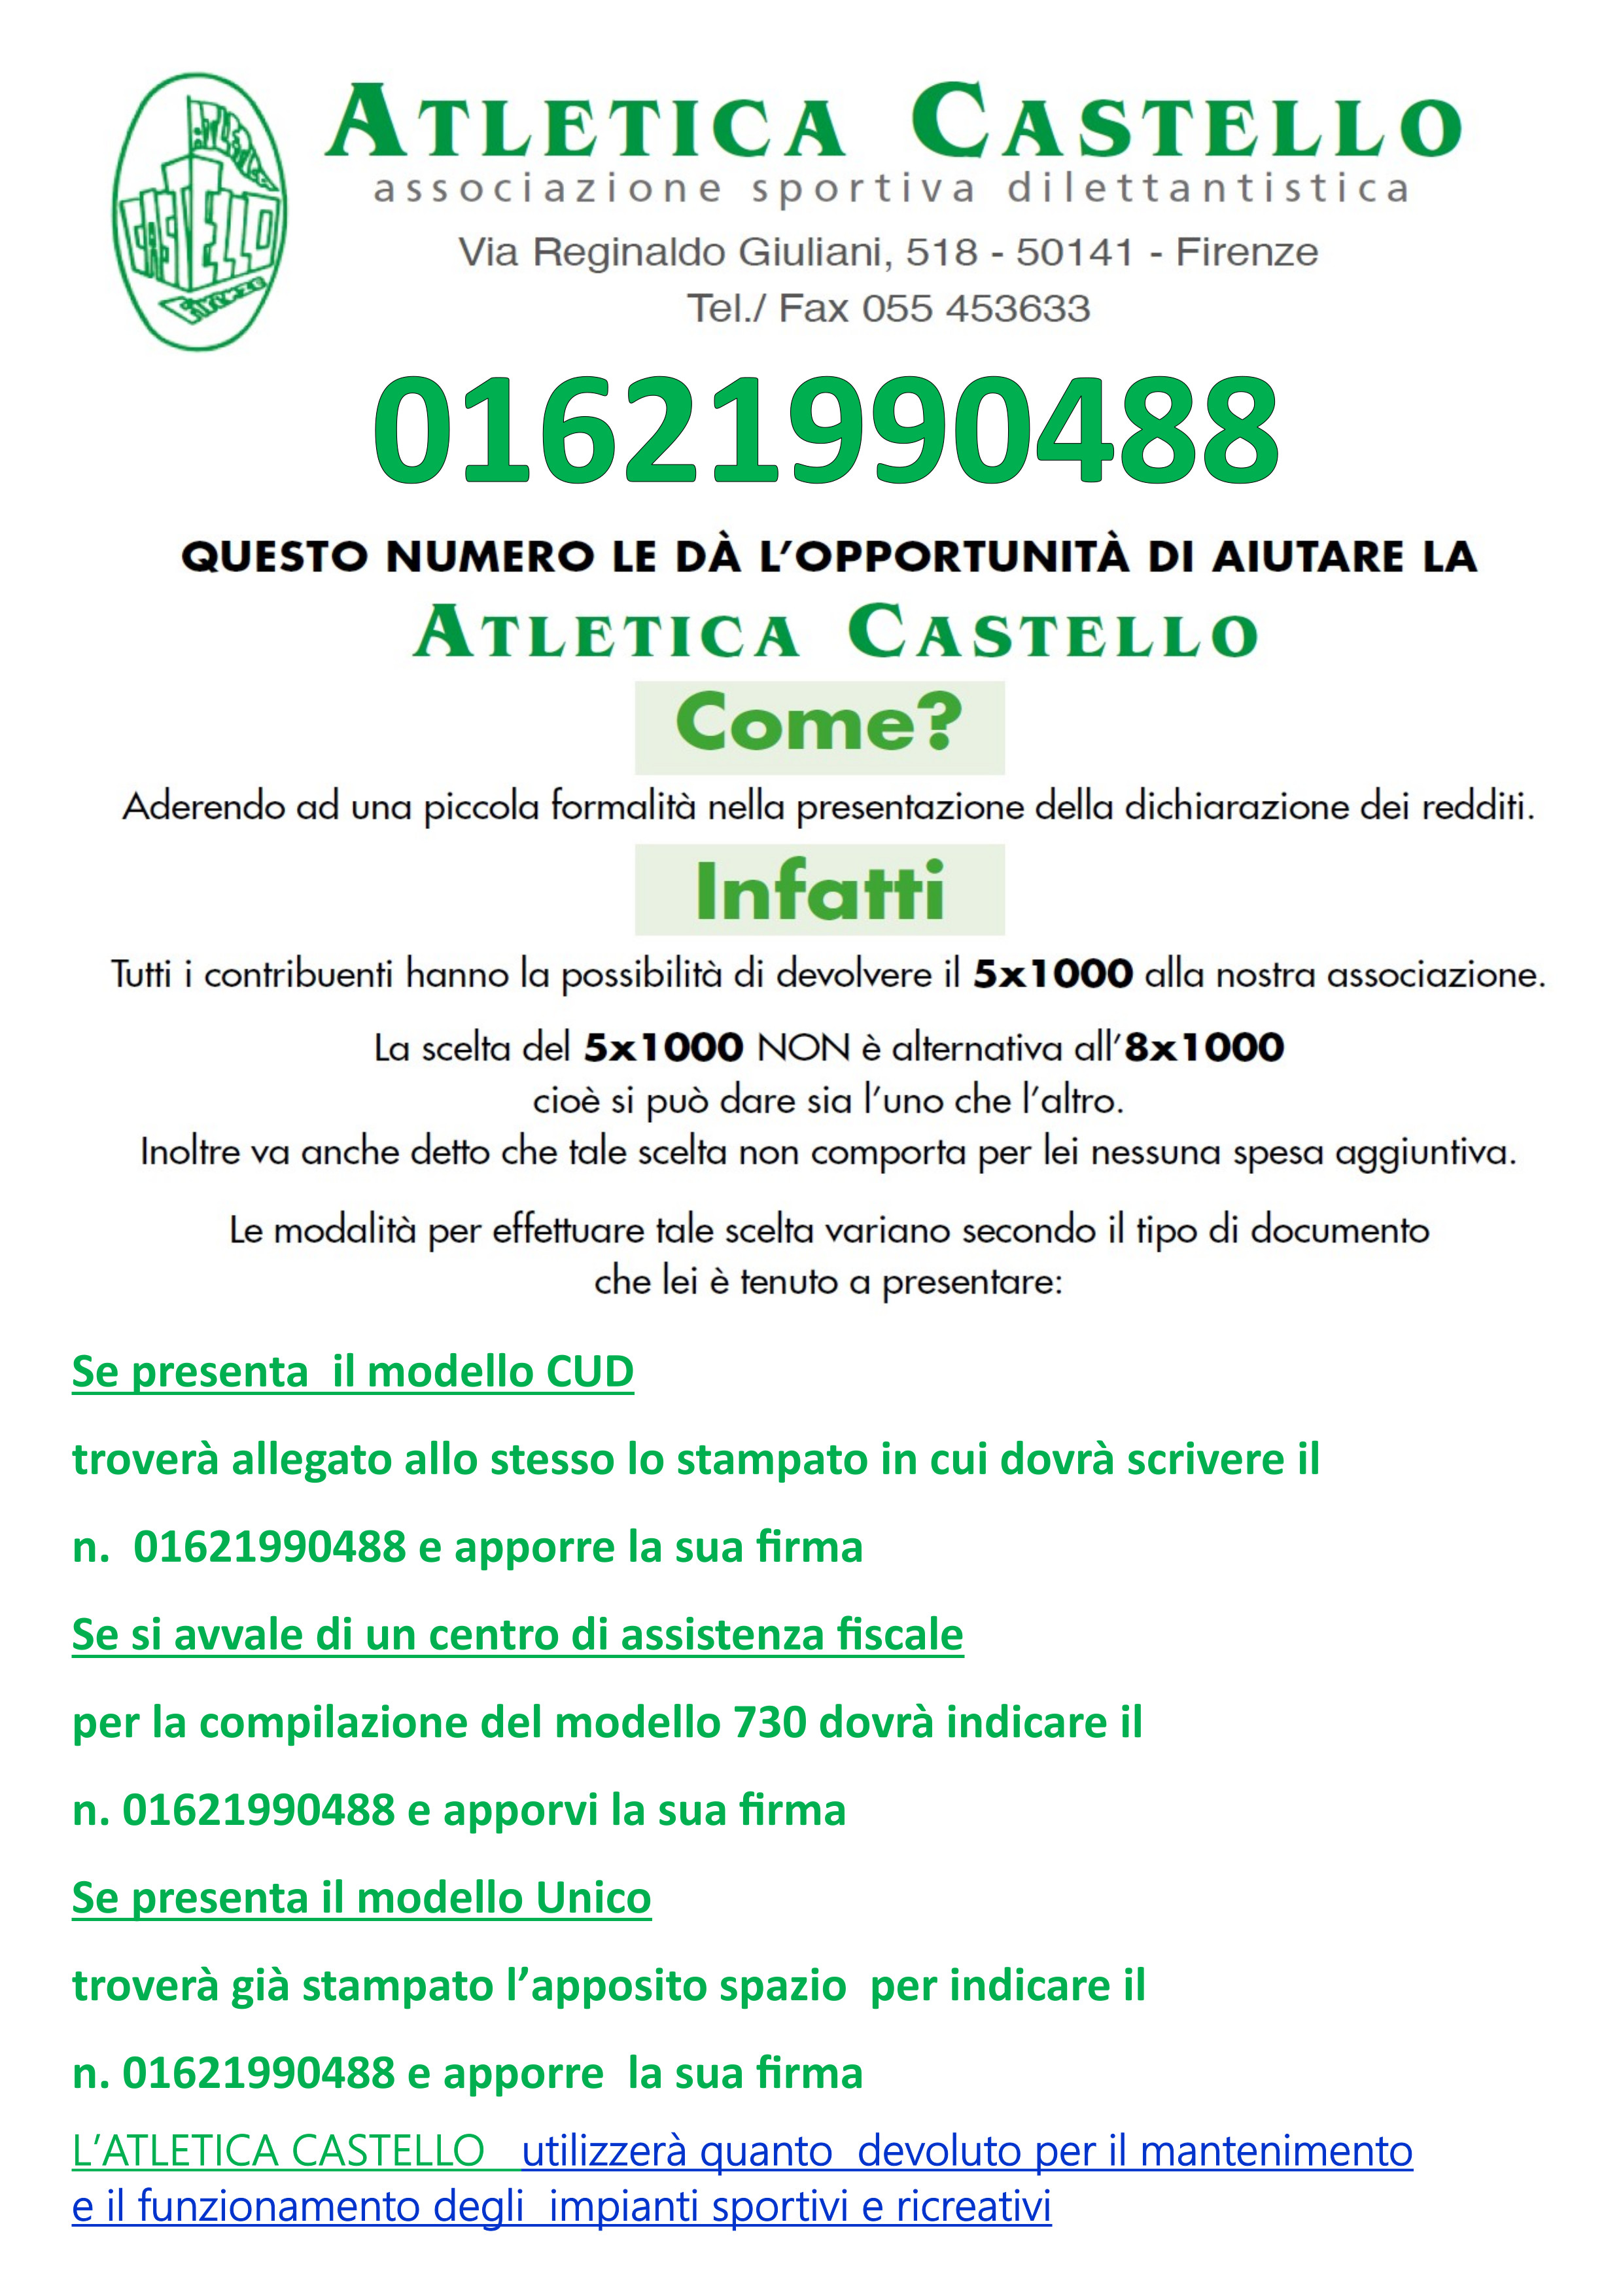 ATLETICA CASTELLO Firenze
ATLETICA CASTELLO
associazione sportiva dilettantistica
Via Reginaldo Giuliani, 518 - 50141 - Firenze
Tel./ Fax 055 453633
01621990488
QUESTO NUMERO LE DÀ L’OPPORTUNITÀ DI AIUTARE LA
ATLETICA CASTELLO
Come?
Aderendo ad una piccola formalità nella presentazione della dichiarazione dei redditi.
Infatti
Tutti i contribuenti hanno la possibilità di devolvere il 5x1000 alla nostra associazione.
La scelta del 5x1000 NON è alternativa all’8x1000
cioè si può dare sia l’uno che l’altro.
Inoltre va anche detto che tale scelta non comporta per lei nessuna spesa aggiuntiva.
Le modalità per effettuare tale scelta variano secondo il tipo di documento
che lei è tenuto a presentare:
Se presenta il modello CUD
troverà allegato allo stesso lo stampato in cui dovrà scrivere il
n. 01621990488 e apporre la sua firma
Se si avvale di un centro di assistenza fiscale
per la compilazione del modello 730 dovrà indicare il
n. 01621990488 e apporvi la sua firma
Se presenta il modello Unico
troverà già stampato l’apposito spazio per indicare il
n. 01621990488 e apporre la sua firma
L’ATLETICA CASTELLO utilizzerà quanto devoluto per il mantenimento
e il funzionamento degli impianti sportivi e ricreativi